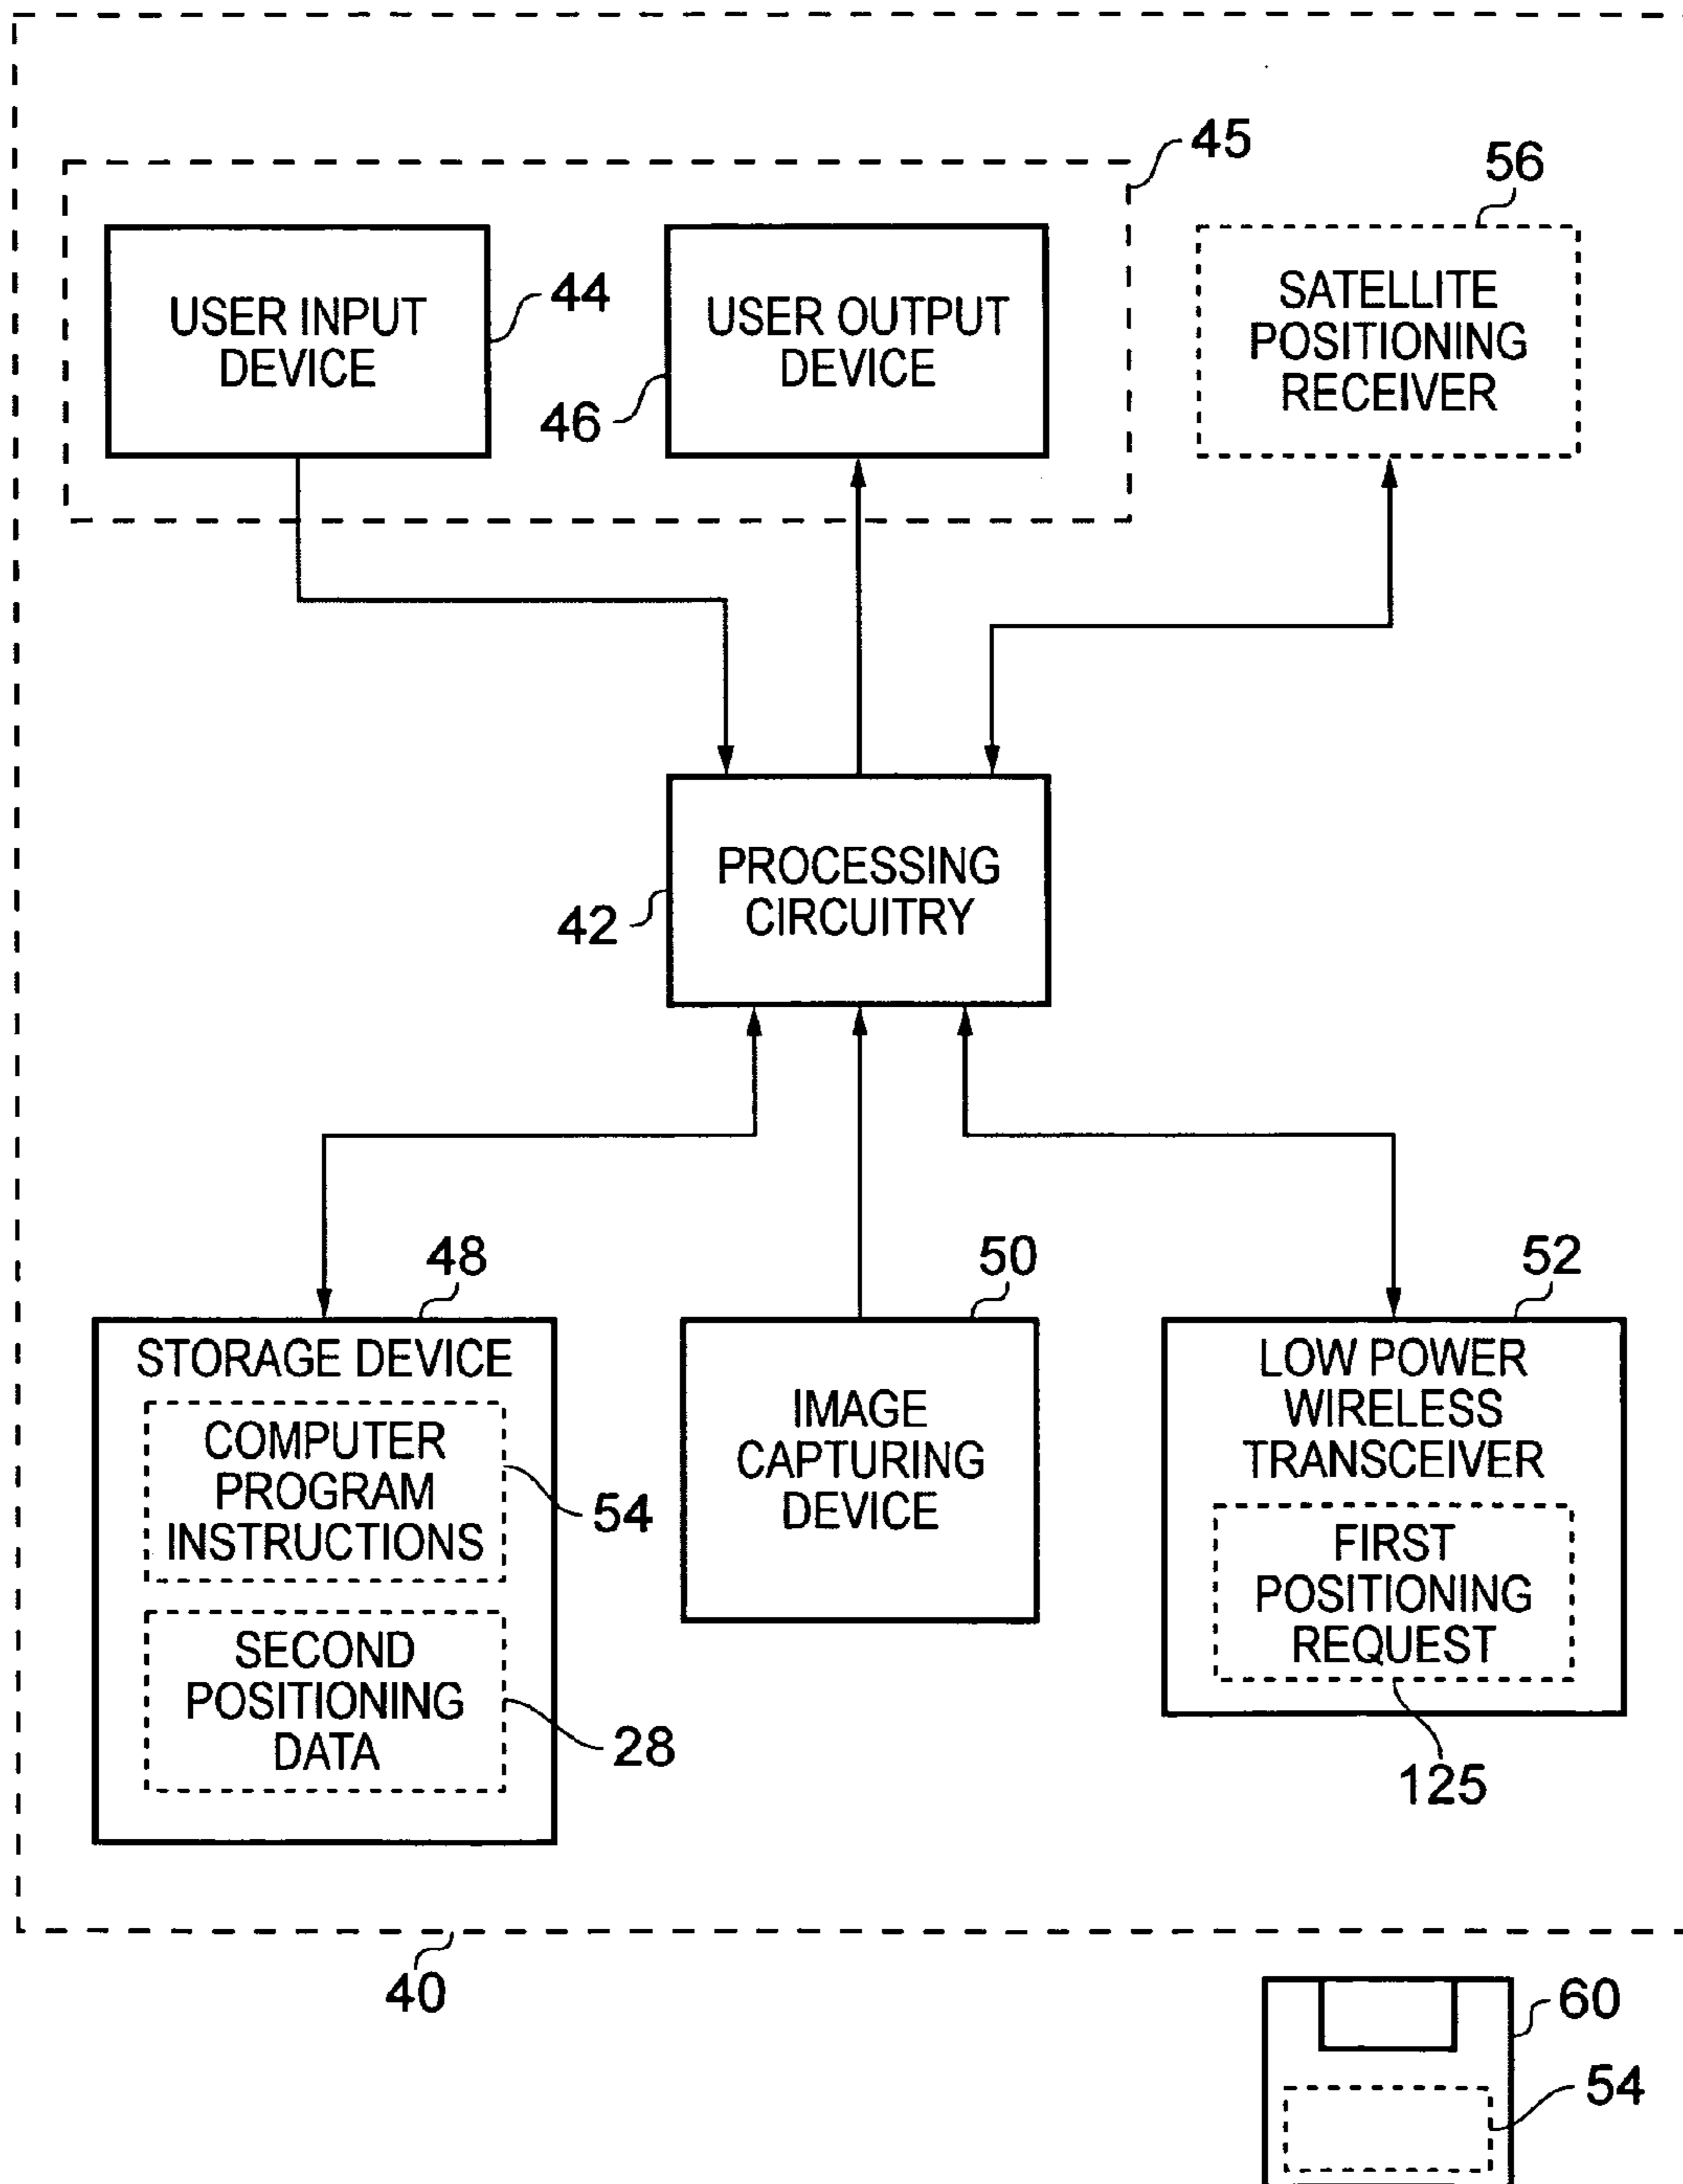 45
56
USER INPUT
DEVICE
44
USER OUTPUT
DEVICE
46
SATELLITE
POSITIONING
RECEIVER
PROCESSING
CIRCUITRY
42
48
50
52
STORAGE DEVICE
COMPUTER
PROGRAM
INSTRUCTIONS
54
SECOND
POSITIONING
DATA
28
IMAGE
CAPTURING
DEVICE
LOW POWER
WIRELESS
TRANSCEIVER
FIRST
POSITIONING
REQUEST
125
40
60
54